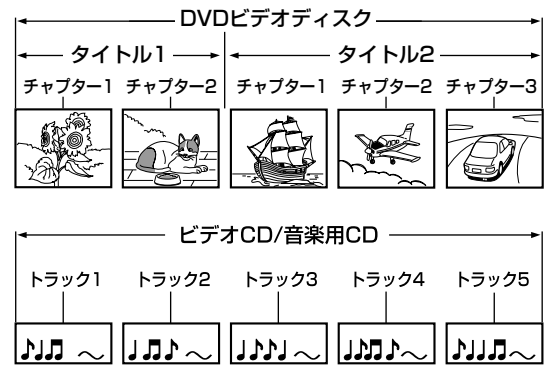 DVDビデオディスク
タイトル1 タイトル2
チャプター1 チャプター2 チャプター1 チャプター2 チャプター3
ビデオCD/音楽用CD
トラック1 トラック2 トラック3 トラック4 トラック5